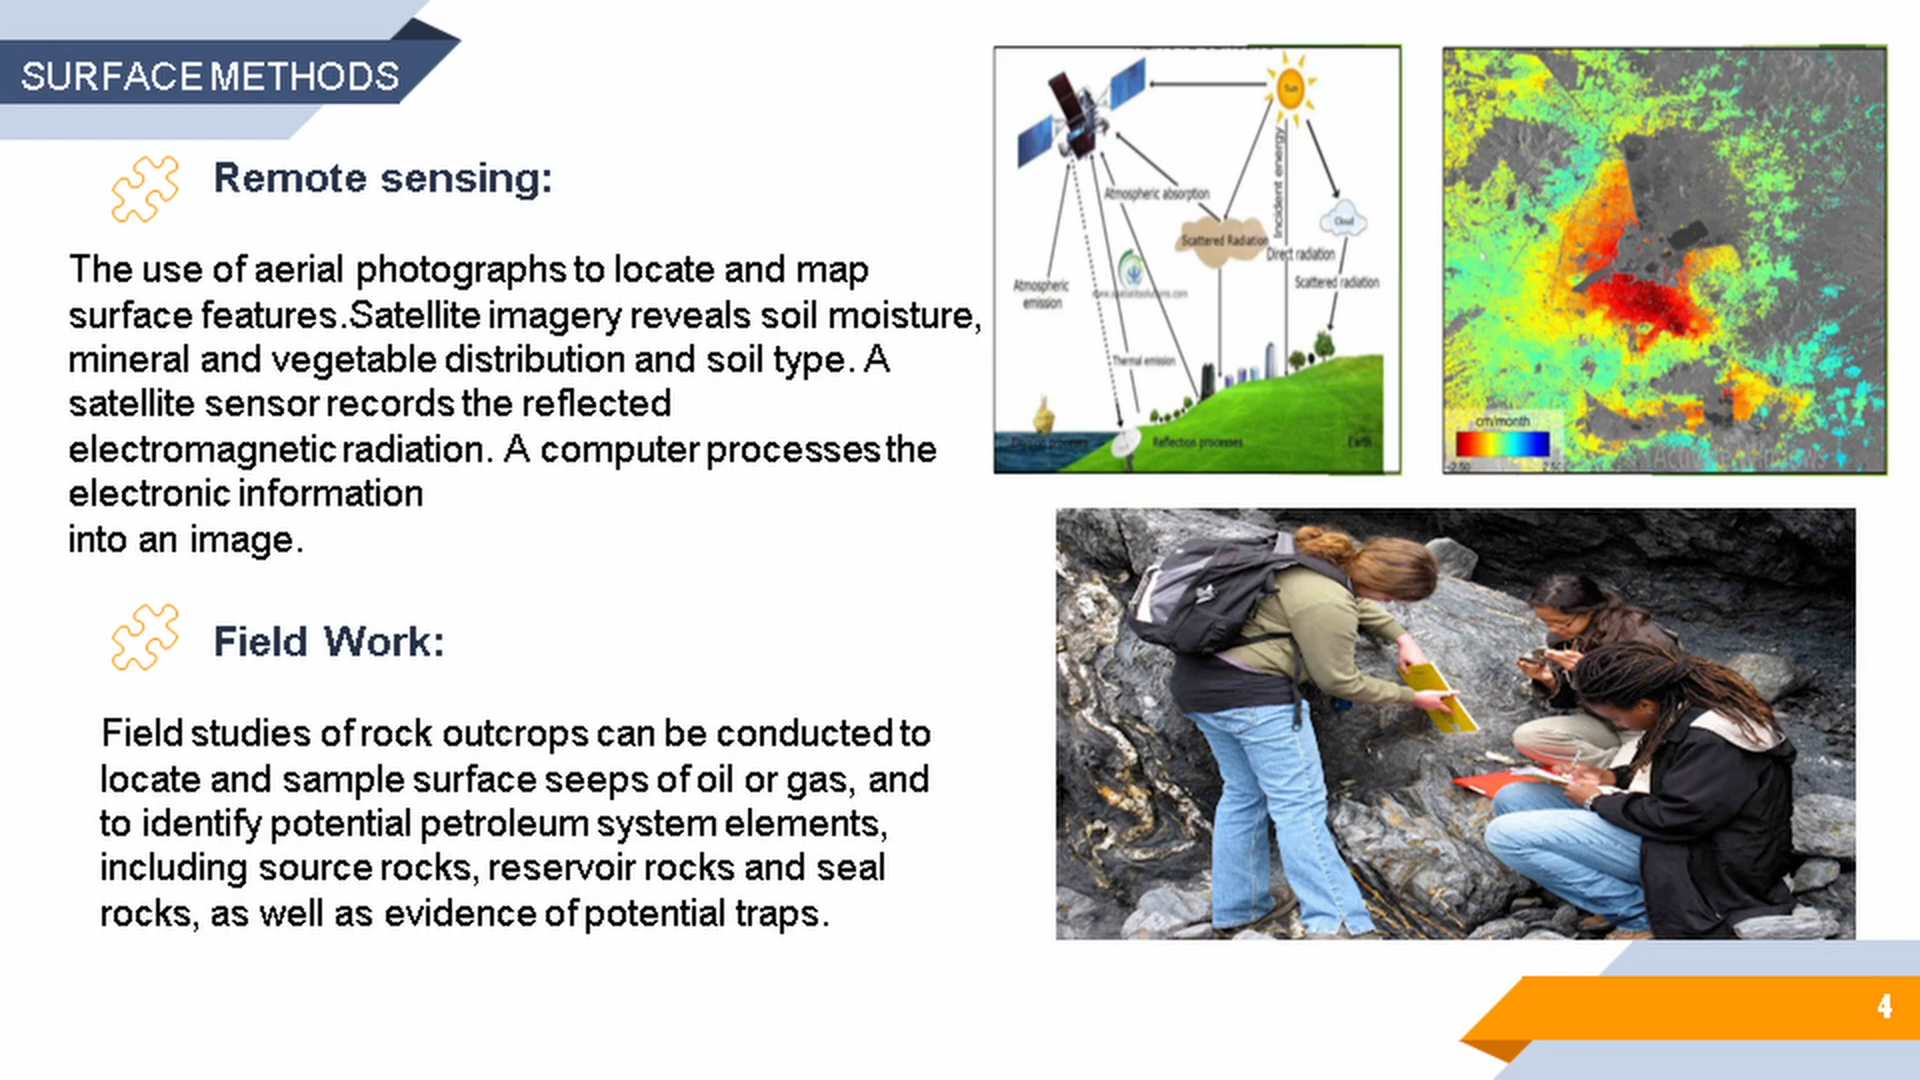 SURFACE METHODS
Remote sensing:
The use of aerial photographs to locate and map
surface features.Satellite imagery reveals soil moisture,
mineral and vegetable distribution and soil type. A
satellite sensor records the reflected
electromagnetic radiation. A computer processes the
electronic information
into an image.
Field Work:
Field studies of rock outcrops can be conducted to
locate and sample surface seeps of oil or gas, and
to identify potential petroleum system elements,
including source rocks, reservoir rocks and seal
rocks, as well as evidence of potential traps.
Sun
Incident energy
Atmospheric absorption
Scattered Radiation
Cloud
Direct radiation
Scattered radiation
Atmospheric
emission
Thermal emission
Reflection processes
Earth
cm/month
4